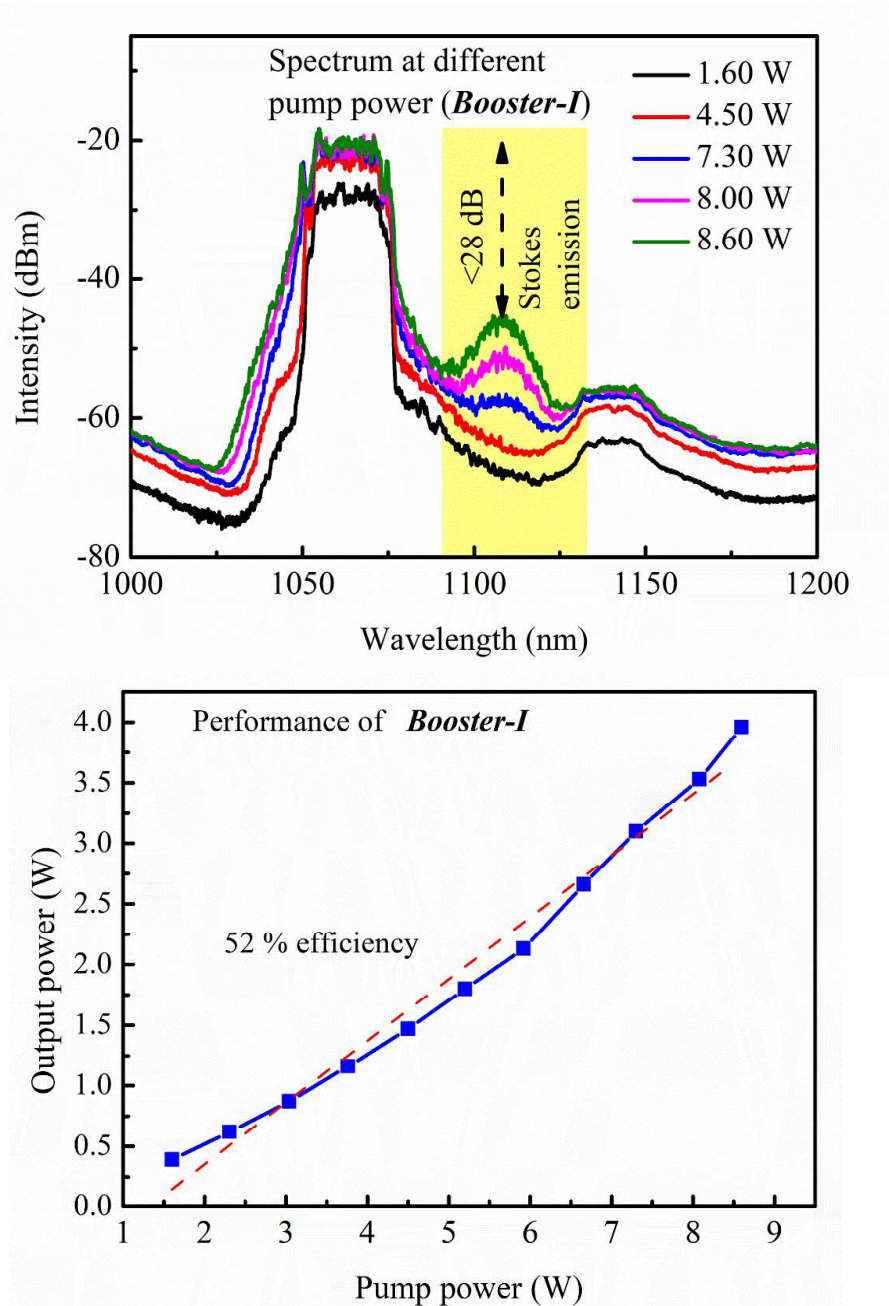 Spectrum at different
pump power (Booster-I)
1.60 W
4.50 W
7.30 W
8.00 W
8.60 W
<28 dB
Stokes
emission
Intensity (dBm)
-20
-40
-60
-80
1000
1050
1100
1150
1200
Wavelength (nm)
Performance of Booster-I
52 % efficiency
Output power (W)
4.0
3.5
3.0
2.5
2.0
1.5
1.0
0.5
0.0
1
2
3
4
5
6
7
8
9
Pump power (W)